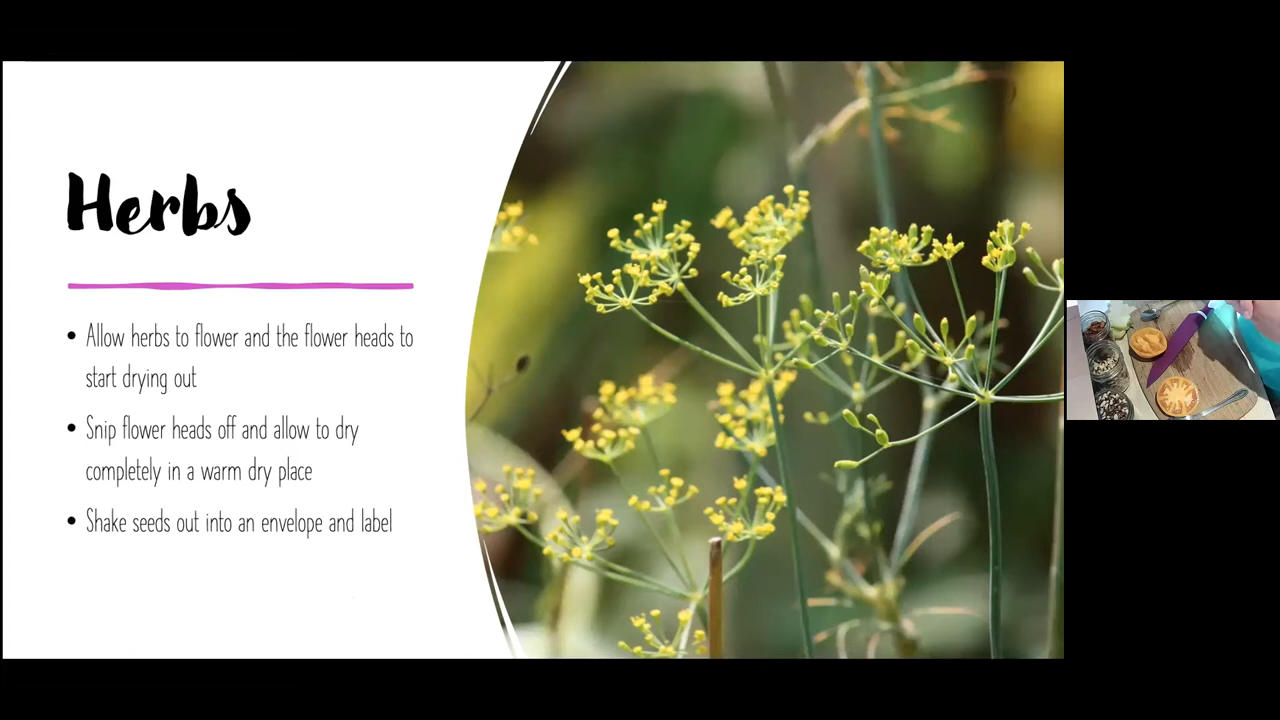 Herbs
• Allow herbs to flower and the flower heads to
start drying out
• Snip flower heads off and allow to dry
completely in a warm dry place
• Shake seeds out into an envelope and label